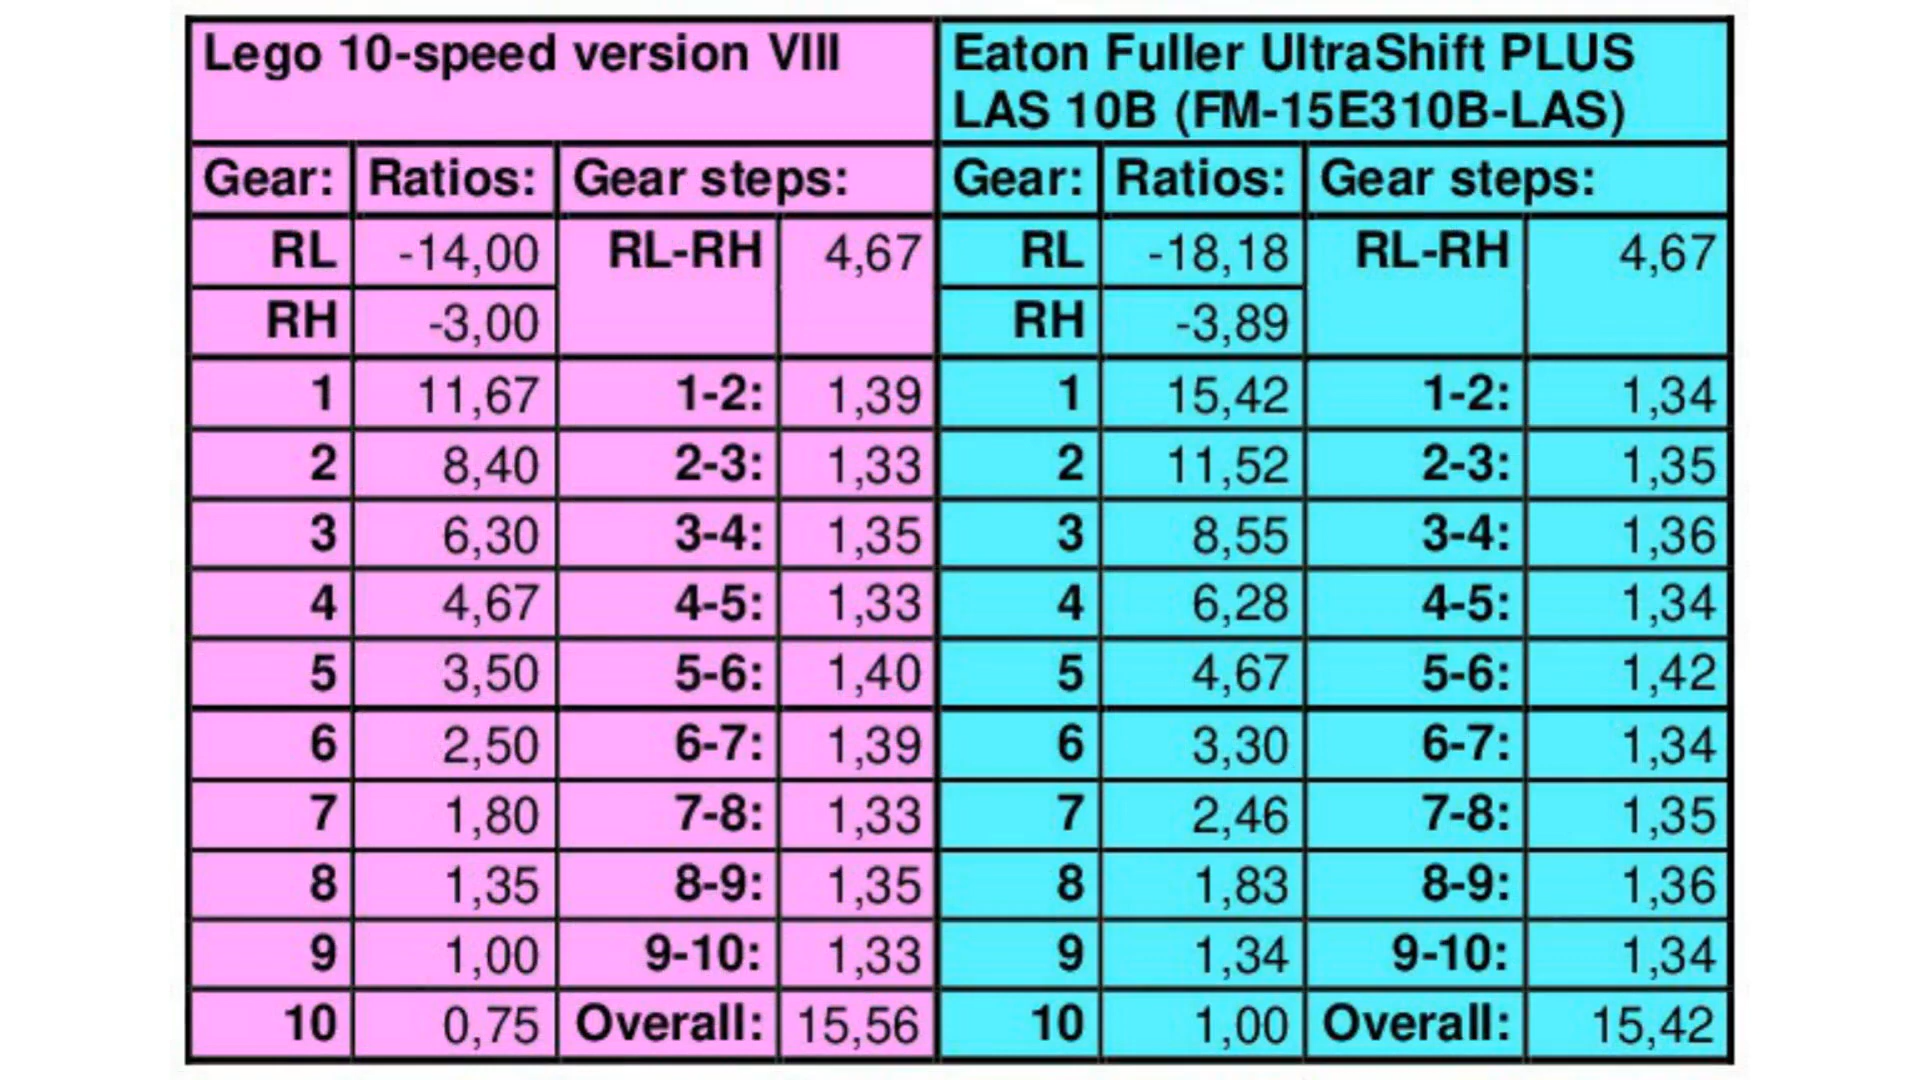 Lego 10-speed version VIII Eaton Fuller UltraShift PLUS
LAS 10B (FM-15E310B-LAS)
Gear: Ratios: Gear steps: Gear: Ratios: Gear steps:
RL -14,00 RL-RH 4,67 RL -18,18 RL-RH 4,67
RH -3,00 RH -3,89
1 11,67 1-2: 1,39 1 15,42 1-2: 1,34
2 8,40 2-3: 1,33 2 11,52 2-3: 1,35
3 6,30 3-4: 1,35 3 8,55 3-4: 1,36
4 4,67 4-5: 1,33 4 6,28 4-5: 1,34
5 3,50 5-6: 1,40 5 4,67 5-6: 1,42
6 2,50 6-7: 1,39 6 3,30 6-7: 1,34
7 1,80 7-8: 1,33 7 2,46 7-8: 1,35
8 1,35 8-9: 1,35 8 1,83 8-9: 1,36
9 1,00 9-10: 1,33 9 1,34 9-10: 1,34
10 0,75 Overall: 15,56 10 1,00 Overall: 15,42